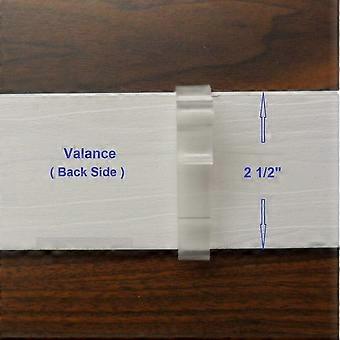 Valance
( Back Side )
2 1/2"